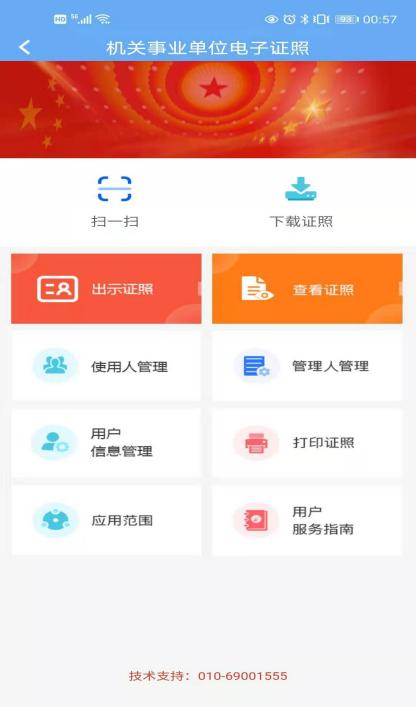 HD 5G 93 00:57
机关事业单位电子证照
扫一扫 下载证照
出示证照 查看证照
使用人管理 管理人管理
用户
信息管理
打印证照
应用范围
用户
服务指南
技术支持：010-69001555